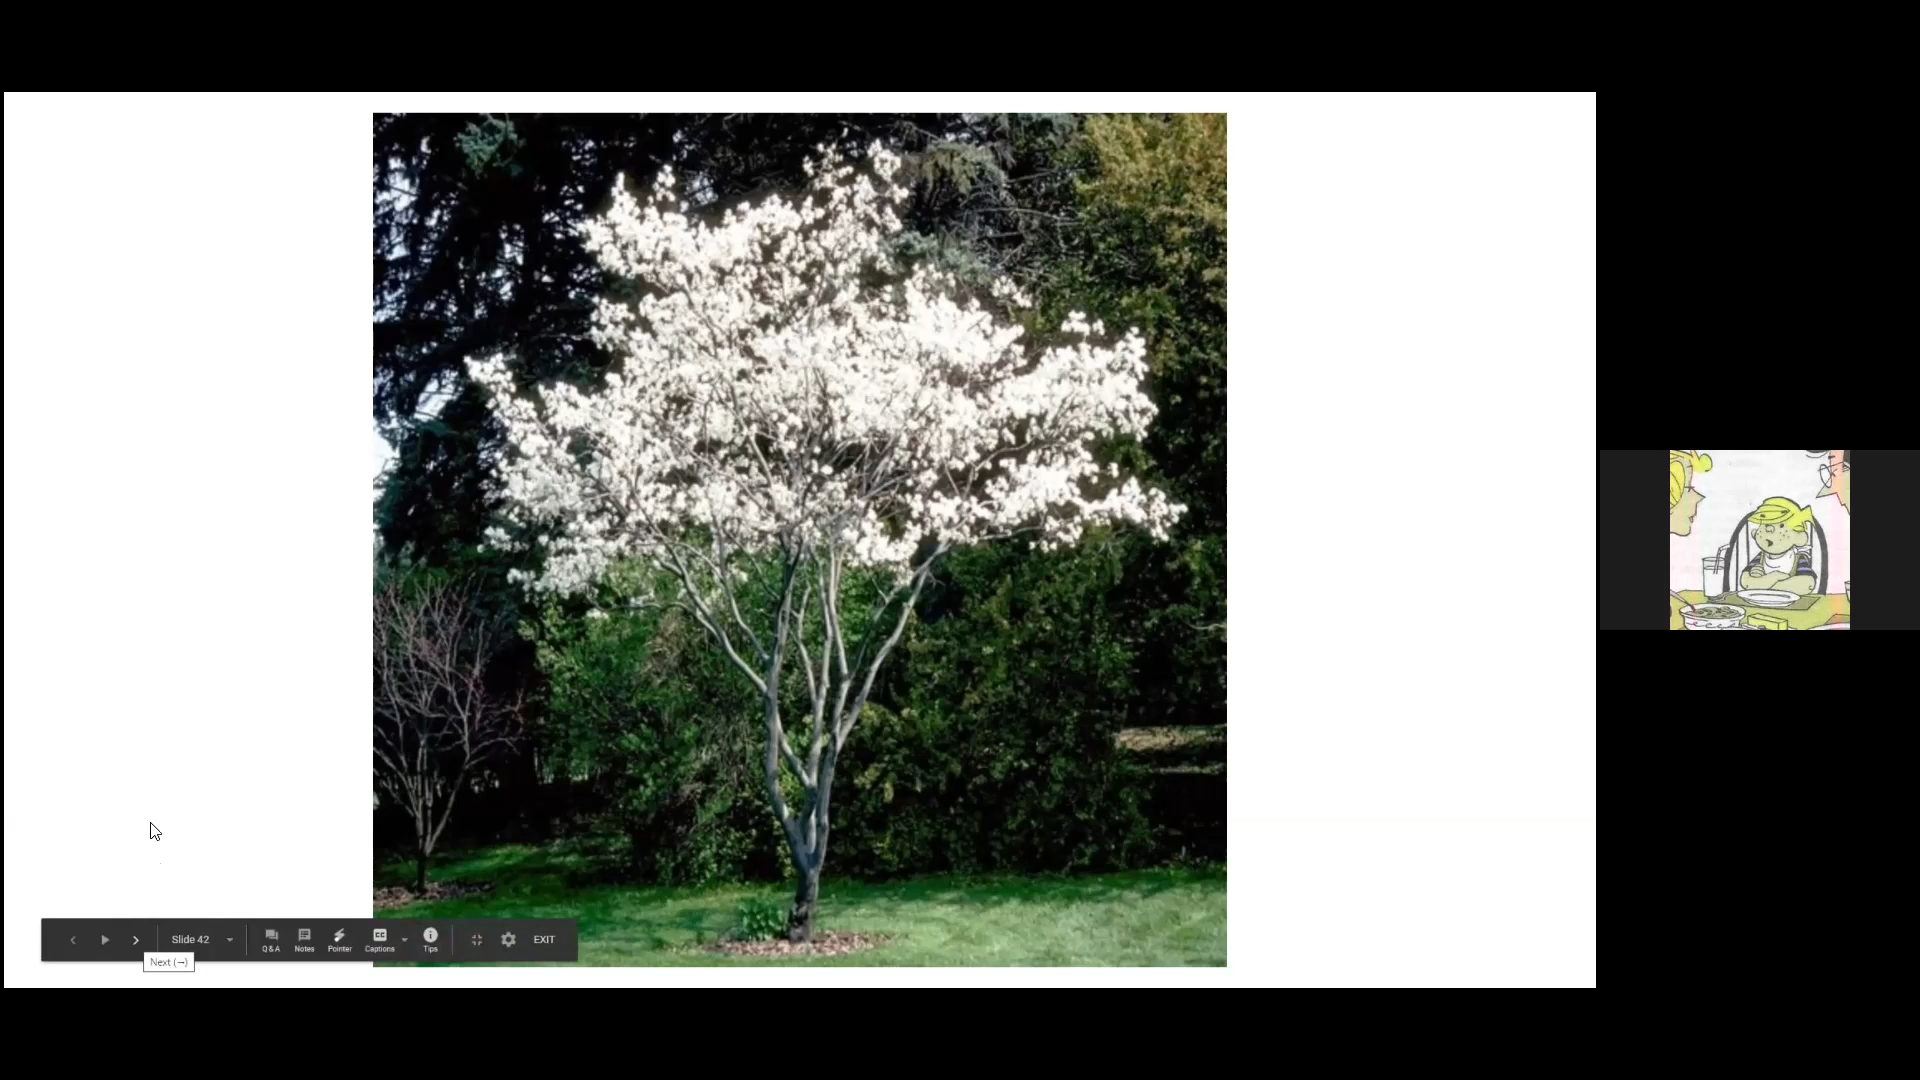 Slide 42
Q&A
Notes
Pointer
Captions
Tips
EXIT
Next (→)